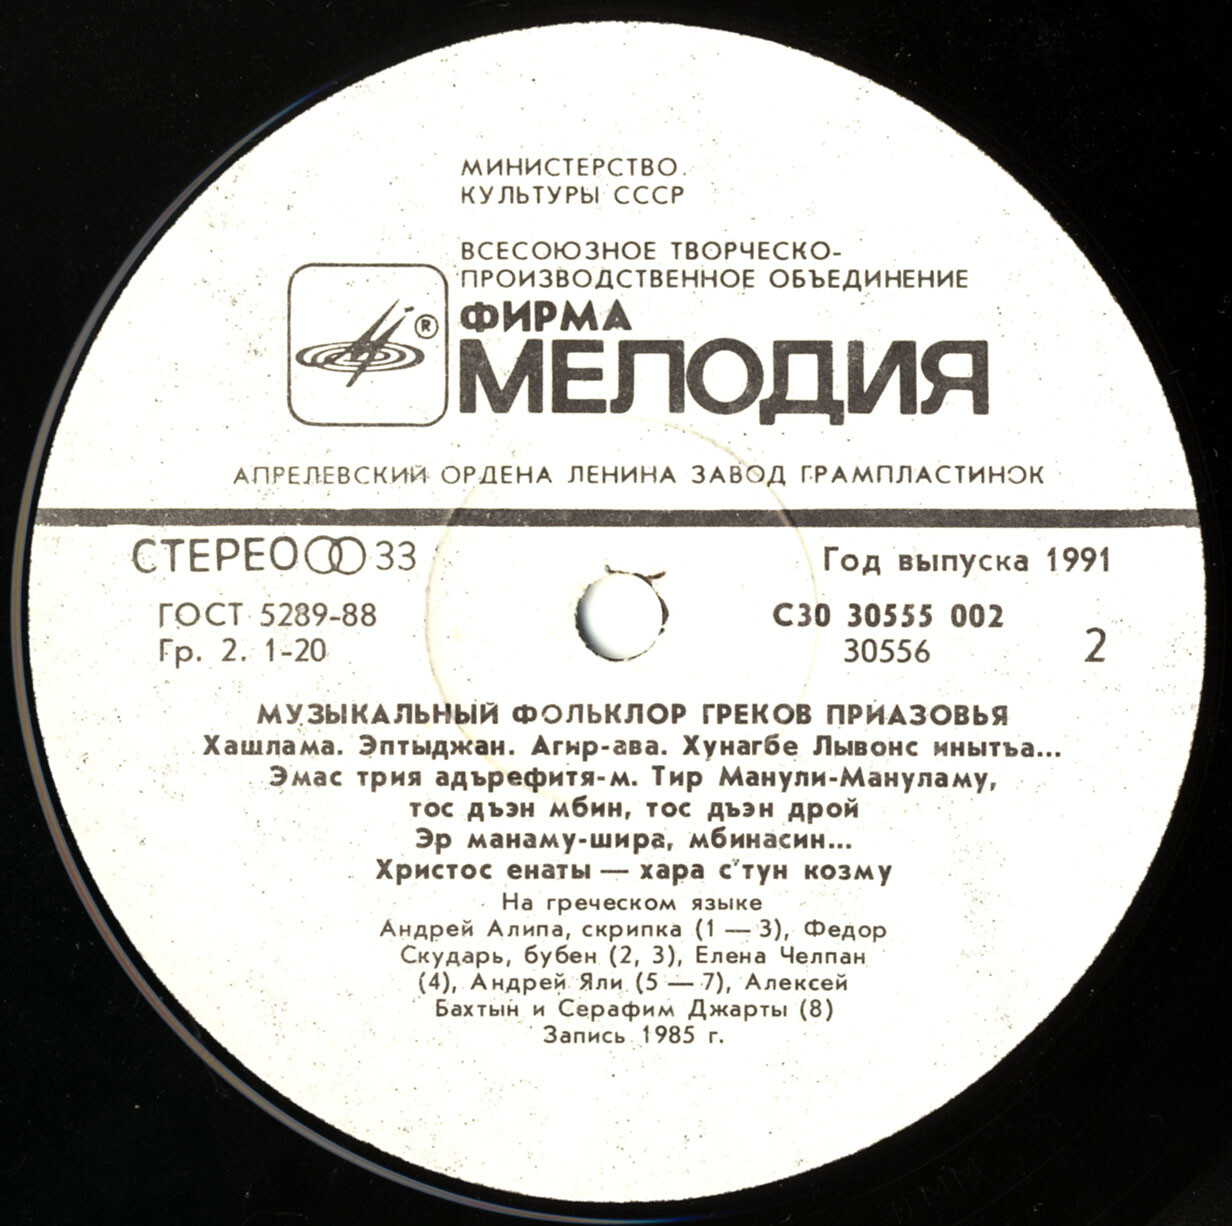 МИНИСТЕРСТВО
КУЛЬТУРЫ СССР
ВСЕСОЮЗНОЕ ТВОРЧЕСКО-
ПРОИЗВОДСТВЕННОЕ ОБЪЕДИНЕНИЕ
®
ФИРМА
МЕЛОДИЯ
АПРЕЛЕВСКИЙ ОРДЕНА ЛЕНИНА ЗАВОД ГРАМПЛАСТИНОК
СТЕРЕО 33
Год выпуска 1991
ГОСТ 5289-88
Гр. 2. 1-20
С30 30555 002
30556
2
МУЗЫКАЛЬНЫЙ ФОЛЬКЛОР ГРЕКОВ ПРИАЗОВЬЯ
Хашлама. Эптыджан. Агыр-ава. Хунагбе Лывонс инытъа...
Эмас трия адърефитя-м. Тир Манули-Мануламу,
тос дъэн мбин, тос дъэн дрой
Эр манаму-шира, мбинасин...
Христос енаты — хара с'тун козму
На греческом языке
Андрей Алипа, скрипка (1 — 3), Федор
Скударь, бубен (2, 3), Елена Челпан
(4), Андрей Яли (5 — 7), Алексей
Бахтын и Серафим Джарты (8)
Запись 1985 г.